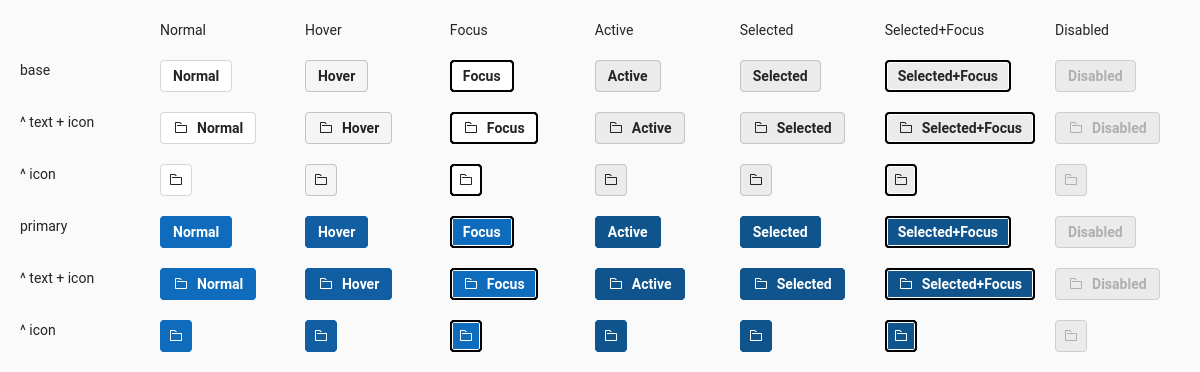 Normal Hover Focus Active Selected Selected+Focus Disabled
base Normal Hover Focus Active Selected Selected+Focus Disabled
^ text + icon Normal Hover Focus Active Selected Selected+Focus Disabled
^ icon
primary Normal Hover Focus Active Selected Selected+Focus Disabled
^ text + icon Normal Hover Focus Active Selected Selected+Focus Disabled
^ icon